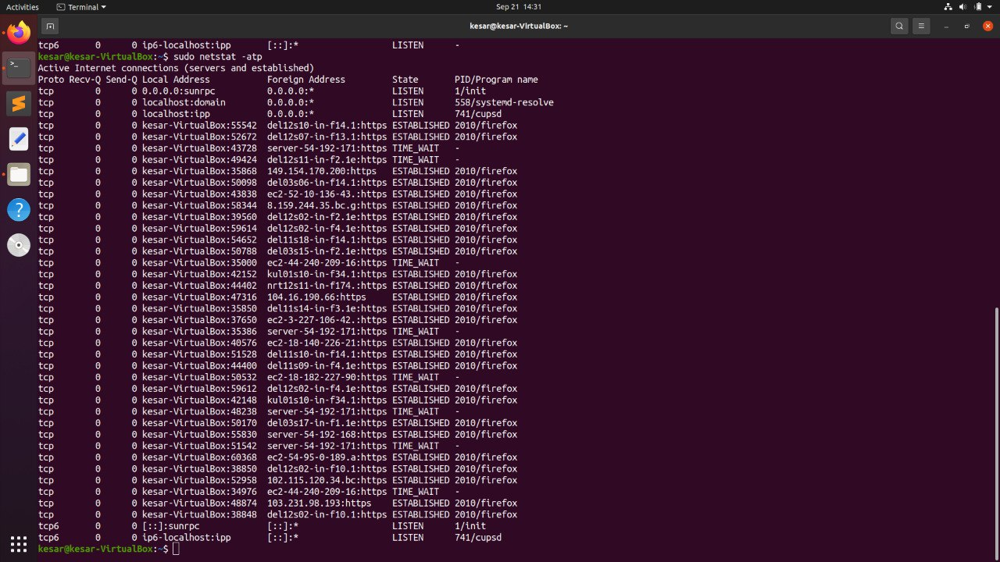 Activities Terminal Sep 21 14:31
kesar@kesar-VirtualBox: ~
tcp6 0 0 ip6-localhost:ipp [::]:* LISTEN -
kesar@kesar-VirtualBox:~$ sudo netstat -atp
Active Internet connections (servers and established)
Proto Recv-Q Send-Q Local Address Foreign Address State PID/Program name
tcp 0 0 0.0.0.0:sunrpc 0.0.0.0:* LISTEN 1/init
tcp 0 0 localhost:domain 0.0.0.0:* LISTEN 558/systemd-resolve
tcp 0 0 localhost:ipp 0.0.0.0:* LISTEN 741/cupsd
tcp 0 0 kesar-VirtualBox:55542 del12s10-in-f14.1:https ESTABLISHED 2010/firefox
tcp 0 0 kesar-VirtualBox:52672 del12s07-in-f13.1:https ESTABLISHED 2010/firefox
tcp 0 0 kesar-VirtualBox:43728 server-54-192-171:https TIME_WAIT -
tcp 0 0 kesar-VirtualBox:49424 del12s11-in-f2.1e:https TIME_WAIT -
tcp 0 0 kesar-VirtualBox:35868 149.154.170.200:https ESTABLISHED 2010/firefox
tcp 0 0 kesar-VirtualBox:50098 del03s06-in-f14.1:https ESTABLISHED 2010/firefox
tcp 0 0 kesar-VirtualBox:43838 ec2-52-10-136-43.:https ESTABLISHED 2010/firefox
tcp 0 0 kesar-VirtualBox:58344 8.159.244.35.bc.g:https ESTABLISHED 2010/firefox
tcp 0 0 kesar-VirtualBox:39560 del12s02-in-f2.1e:https ESTABLISHED 2010/firefox
tcp 0 0 kesar-VirtualBox:59614 del12s02-in-f4.1e:https ESTABLISHED 2010/firefox
tcp 0 0 kesar-VirtualBox:54652 del11s18-in-f14.1:https ESTABLISHED 2010/firefox
tcp 0 0 kesar-VirtualBox:50788 del03s15-in-f2.1e:https ESTABLISHED 2010/firefox
tcp 0 0 kesar-VirtualBox:35000 ec2-44-240-209-16:https TIME_WAIT -
tcp 0 0 kesar-VirtualBox:42152 kul01s10-in-f34.1:https ESTABLISHED 2010/firefox
tcp 0 0 kesar-VirtualBox:44402 nrt12s11-in-f174.:https ESTABLISHED 2010/firefox
tcp 0 0 kesar-VirtualBox:47316 104.16.190.66:https ESTABLISHED 2010/firefox
tcp 0 0 kesar-VirtualBox:35850 del11s14-in-f3.1e:https ESTABLISHED 2010/firefox
tcp 0 0 kesar-VirtualBox:37650 ec2-3-227-106-42.:https ESTABLISHED 2010/firefox
tcp 0 0 kesar-VirtualBox:35386 server-54-192-171:https TIME_WAIT -
tcp 0 0 kesar-VirtualBox:40576 ec2-18-140-226-21:https ESTABLISHED 2010/firefox
tcp 0 0 kesar-VirtualBox:51528 del11s10-in-f14.1:https ESTABLISHED 2010/firefox
tcp 0 0 kesar-VirtualBox:44400 del11s09-in-f4.1e:https ESTABLISHED 2010/firefox
tcp 0 0 kesar-VirtualBox:50532 ec2-18-182-227-90:https TIME_WAIT -
tcp 0 0 kesar-VirtualBox:59612 del12s02-in-f4.1e:https ESTABLISHED 2010/firefox
tcp 0 0 kesar-VirtualBox:42148 kul01s10-in-f34.1:https ESTABLISHED 2010/firefox
tcp 0 0 kesar-VirtualBox:48238 server-54-192-171:https TIME_WAIT -
tcp 0 0 kesar-VirtualBox:50170 del03s17-in-f1.1e:https ESTABLISHED 2010/firefox
tcp 0 0 kesar-VirtualBox:55830 server-54-192-168:https ESTABLISHED 2010/firefox
tcp 0 0 kesar-VirtualBox:51542 server-54-192-171:https TIME_WAIT -
tcp 0 0 kesar-VirtualBox:60368 ec2-54-95-0-189.a:https ESTABLISHED 2010/firefox
tcp 0 0 kesar-VirtualBox:38850 del12s02-in-f10.1:https ESTABLISHED 2010/firefox
tcp 0 0 kesar-VirtualBox:52958 102.115.120.34.bc:https ESTABLISHED 2010/firefox
tcp 0 0 kesar-VirtualBox:34976 ec2-44-240-209-16:https TIME_WAIT -
tcp 0 0 kesar-VirtualBox:48874 103.231.98.193:https ESTABLISHED 2010/firefox
tcp 0 0 kesar-VirtualBox:38848 del12s02-in-f10.1:https ESTABLISHED 2010/firefox
tcp6 0 0 [::]:sunrpc [::]:* LISTEN 1/init
tcp6 0 0 ip6-localhost:ipp [::]:* LISTEN 741/cupsd
kesar@kesar-VirtualBox:~$